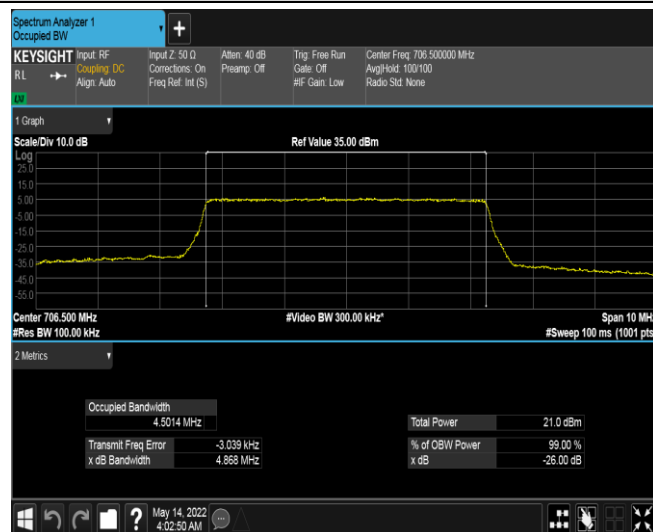 Spectrum Analyzer 1
Occupied BW
+
KEYSIGHT Input: RF Input Z: 50 Ω Atten: 40 dB Trig: Free Run Center Freq: 706.500000 MHz
RL Coupling: DC Corrections: On Preamp: Off Gate: Off Avg|Hold: 100/100
Align: Auto Freq Ref: Int (S) #IF Gain: Low Radio Std: None
1 Graph
Scale/Div 10.0 dB Ref Value 35.00 dBm
Log
25.0
15.0
5.00
-5.00
-15.0
-25.0
-35.0
-45.0
-55.0
Center 706.500 MHz #Video BW 300.00 kHz* Span 10 MHz
#Res BW 100.00 kHz #Sweep 100 ms (1001 pts
2 Metrics
Occupied Bandwidth
4.5014 MHz Total Power 21.0 dBm
Transmit Freq Error -3.039 kHz % of OBW Power 99.00 %
x dB Bandwidth 4.868 MHz x dB -26.00 dB
? May 14, 2022
4:02:50 AM